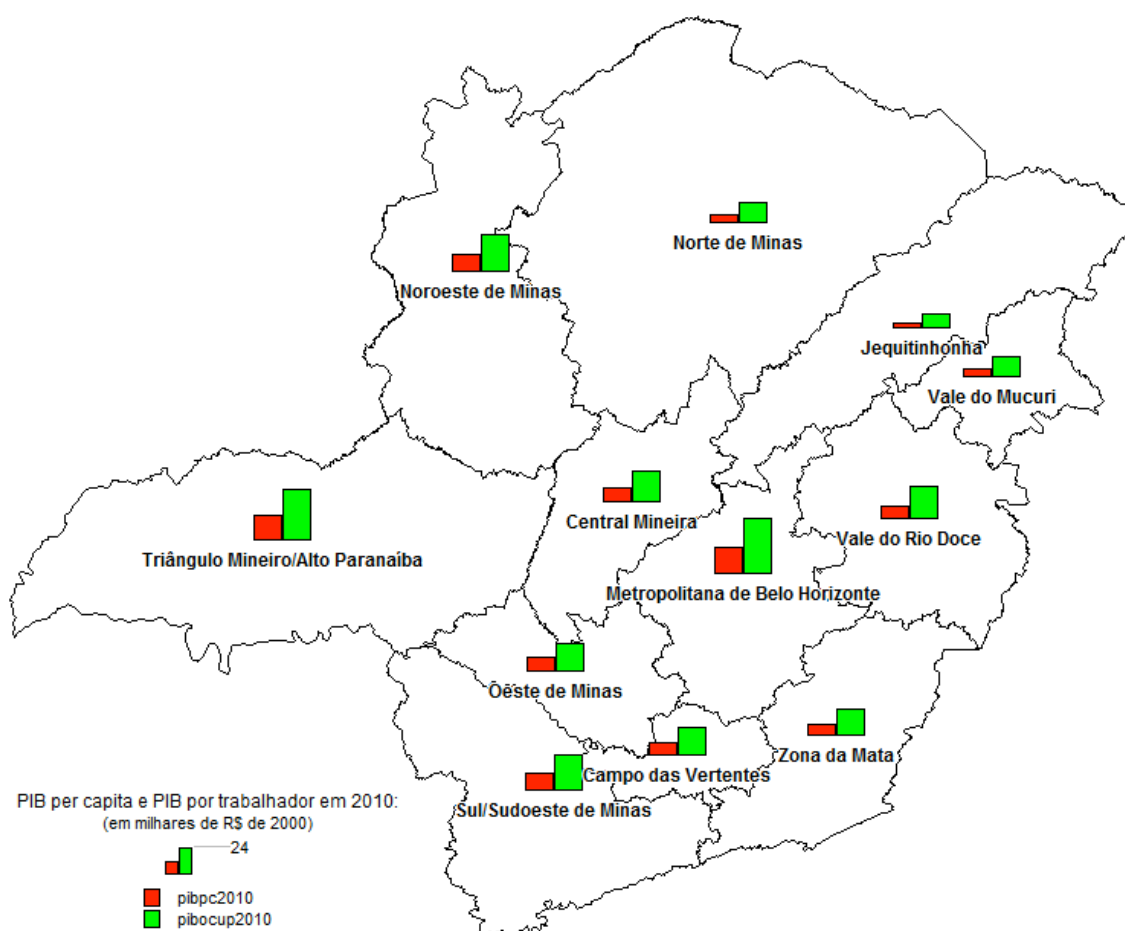 Norte de Minas
Noroeste de Minas
Jequitinhonha
Vale do Mucuri
Central Mineira
Vale do Rio Doce
Triângulo Mineiro/Alto Paranaíba
Metropolitana de Belo Horizonte
Oeste de Minas
Zona da Mata
Campo das Vertentes
Sul/Sudoeste de Minas
PIB per capita e PIB por trabalhador em 2010:
(em milhares de R$ de 2000)
24
pibpc2010
pibocup2010